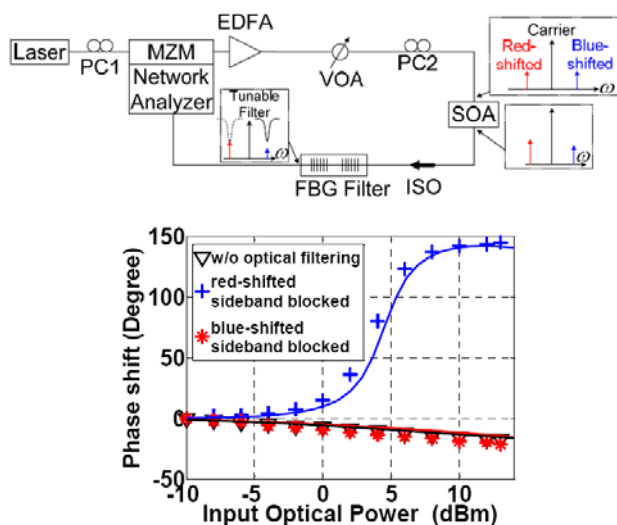 EDFA
Laser
PC1
MZM
Network
Analyzer
VOA
PC2
Carrier
Red-
shifted
Blue-
shifted
ω
SOA
ω
Tunable
Filter
ω
FBG Filter
ISO
Phase shift (Degree)
150
100
50
0
-50
w/o optical filtering
red-shifted
sideband blocked
blue-shifted
sideband blocked
-10 -5 0 5 10
Input Optical Power (dBm)